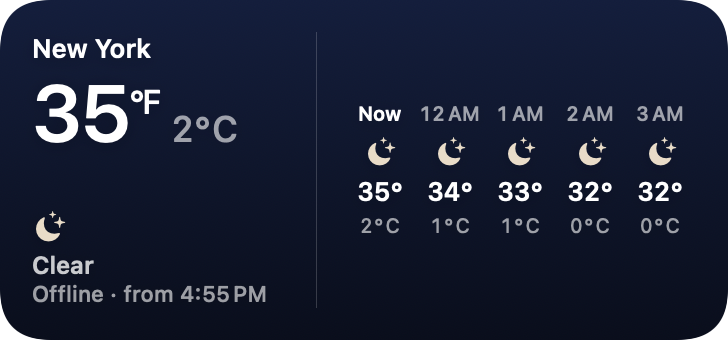 New York
35°F 2°C
Clear
Offline · from 4:55 PM
Now 12 AM 1 AM 2 AM 3 AM
35° 34° 33° 32° 32°
2°C 1°C 1°C 0°C 0°C